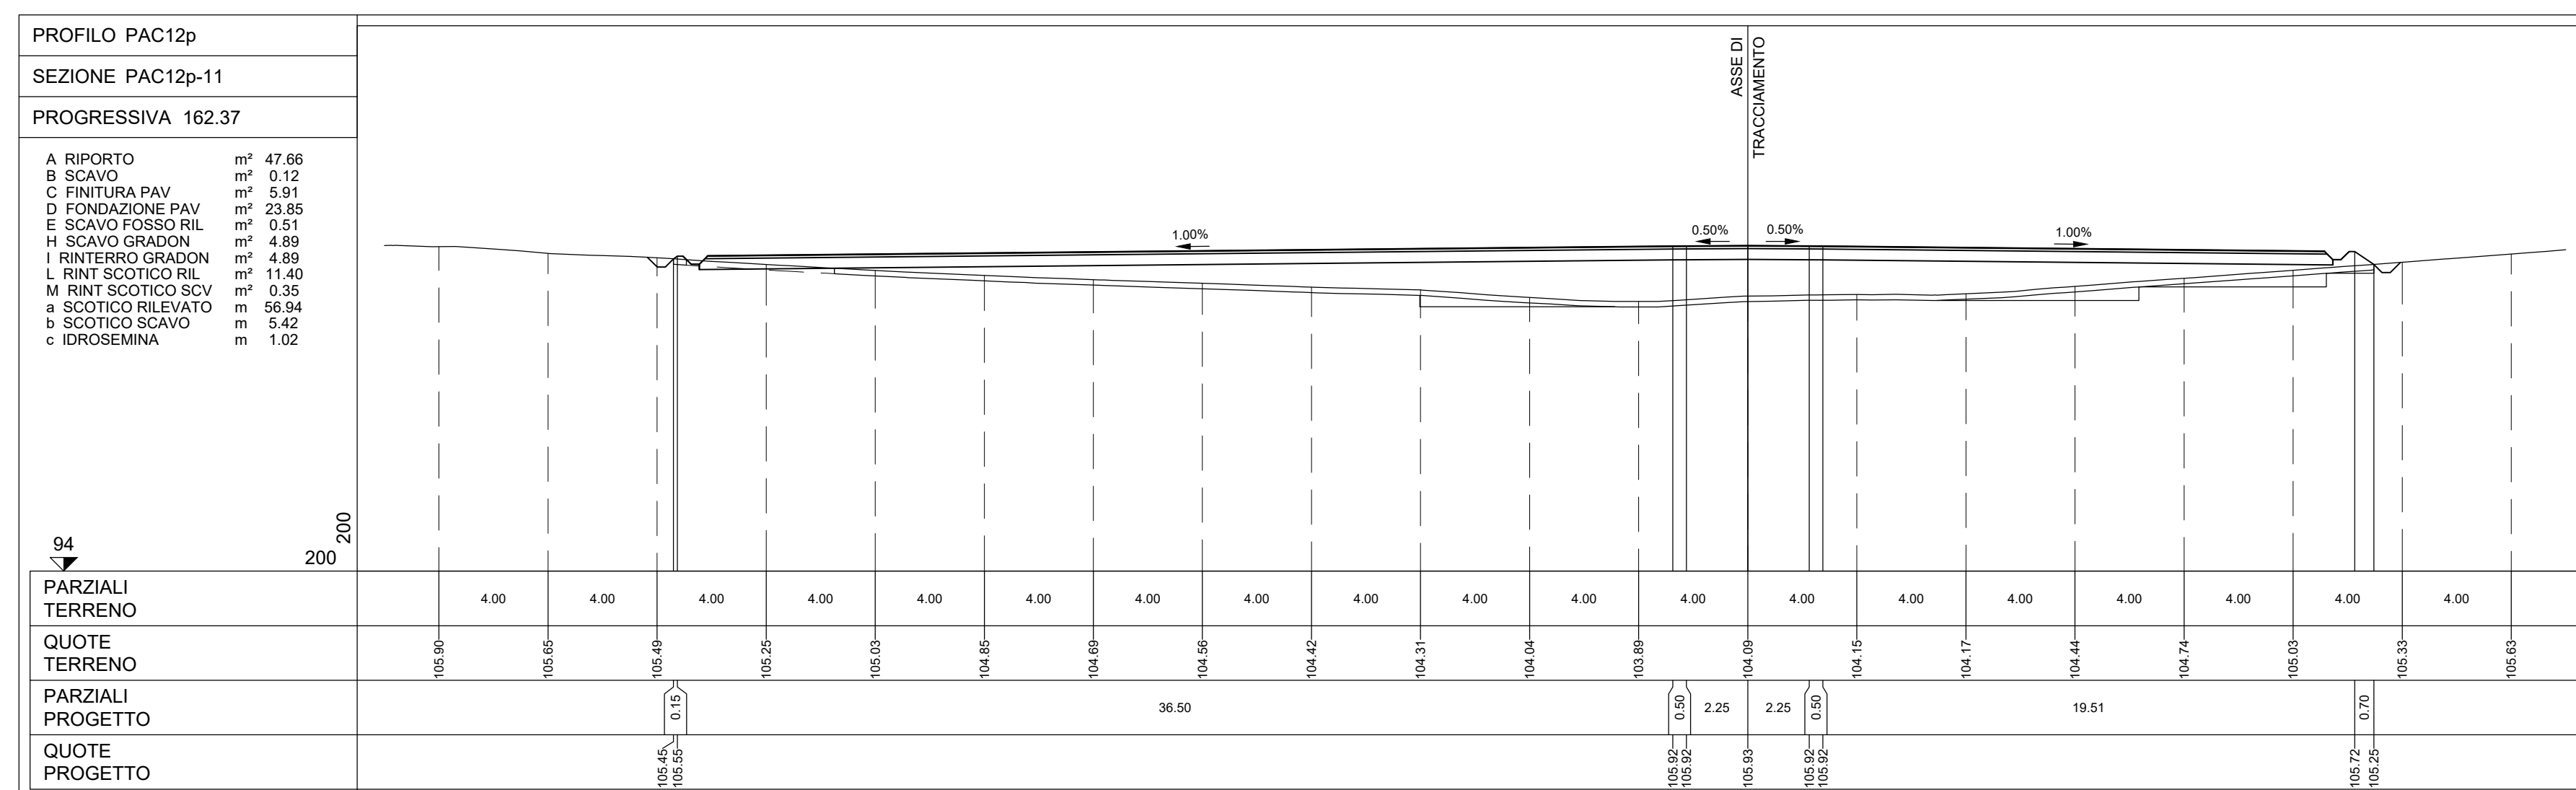 PROFILO PAC12p
SEZIONE PAC12p-11
PROGRESSIVA 162.37
A RIPORTO m² 47.66
B SCAVO m² 0.12
C FINITURA PAV m² 5.91
D FONDAZIONE PAV m² 23.85
E SCAVO FOSSO RIL m² 0.51
H SCAVO GRADON m² 4.89
I RINTERRO GRADON m² 4.89
L RINT SCOTICO RIL m² 11.40
M RINT SCOTICO SCV m² 0.35
a SCOTICO RILEVATO m 56.94
b SCOTICO SCAVO m 5.42
c IDROSEMINA m 1.02
ASSE DI
TRACCIAMENTO
1.00% 0.50% 0.50% 1.00%
200
94 200
PARZIALI
TERRENO
4.00 4.00 4.00 4.00 4.00 4.00 4.00 4.00 4.00 4.00 4.00 4.00 4.00 4.00 4.00 4.00 4.00 4.00 4.00
QUOTE
TERRENO
105.90 105.65 105.49 105.25 105.03 104.85 104.69 104.56 104.42 104.31 104.04 103.89 104.09 104.15 104.17 104.44 104.74 105.03 105.33 105.63
PARZIALI
PROGETTO
0.15 36.50 0.50 2.25 2.25 0.50 19.51 0.70
QUOTE
PROGETTO
105.45 105.55 105.92 105.92 105.93 105.92 105.92 105.72 105.25